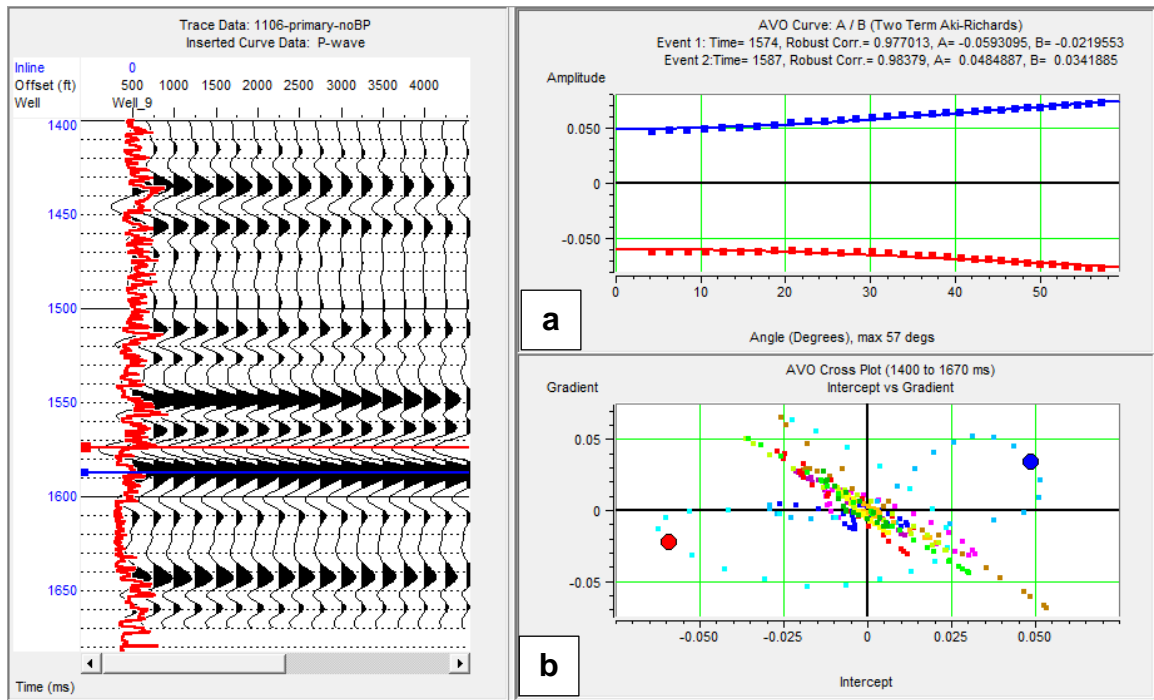 Trace Data: 1106-primary-noBP
Inserted Curve Data: P-wave
Inline 0
Offset (ft) 500 1000 1500 2000 2500 3000 3500 4000
Well Well_9
1400
1450
1500
1550
1600
1650
Time (ms)
AVO Curve: A / B (Two Term Aki-Richards)
Event 1: Time= 1574, Robust Corr.= 0.977013, A= -0.0593095, B= -0.0219553
Event 2:Time= 1587, Robust Corr.= 0.98379, A= 0.0484887, B= 0.0341885
Amplitude
0.050
0
-0.050
0 10 20 30 40 50
a
Angle (Degrees), max 57 degs
AVO Cross Plot (1400 to 1670 ms)
Gradient Intercept vs Gradient
0.05
0
-0.05
-0.050 -0.025 0 0.025 0.050
b
Intercept